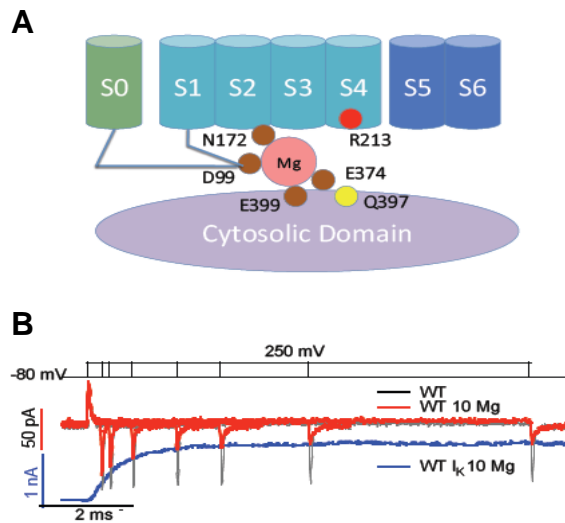 A
S0 S1 S2 S3 S4 S5 S6
N172 R213
Mg
D99 E374
E399 Q397
Cytosolic Domain
B
250 mV
-80 mV
WT
WT 10 Mg
50 pA
WT IK 10 Mg
1 nA
2 ms